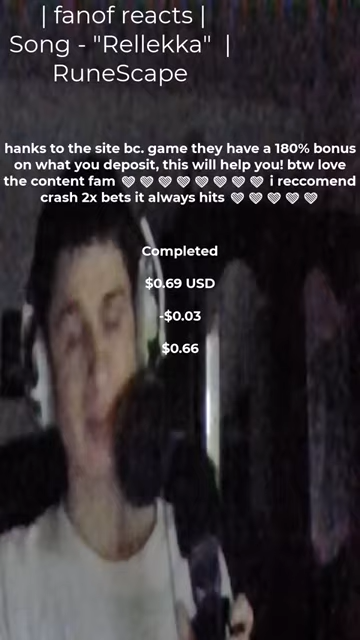 | fanof reacts |
Song - "Rellekka" |
RuneScape
hanks to the site bc. game they have a 180% bonus
on what you deposit, this will help you! btw love
the content fam 🤍🤍🤍🤍🤍🤍🤍🤍 i reccomend
crash 2x bets it always hits 🤍🤍🤍🤍🤍
Completed
$0.69 USD
-$0.03
$0.66